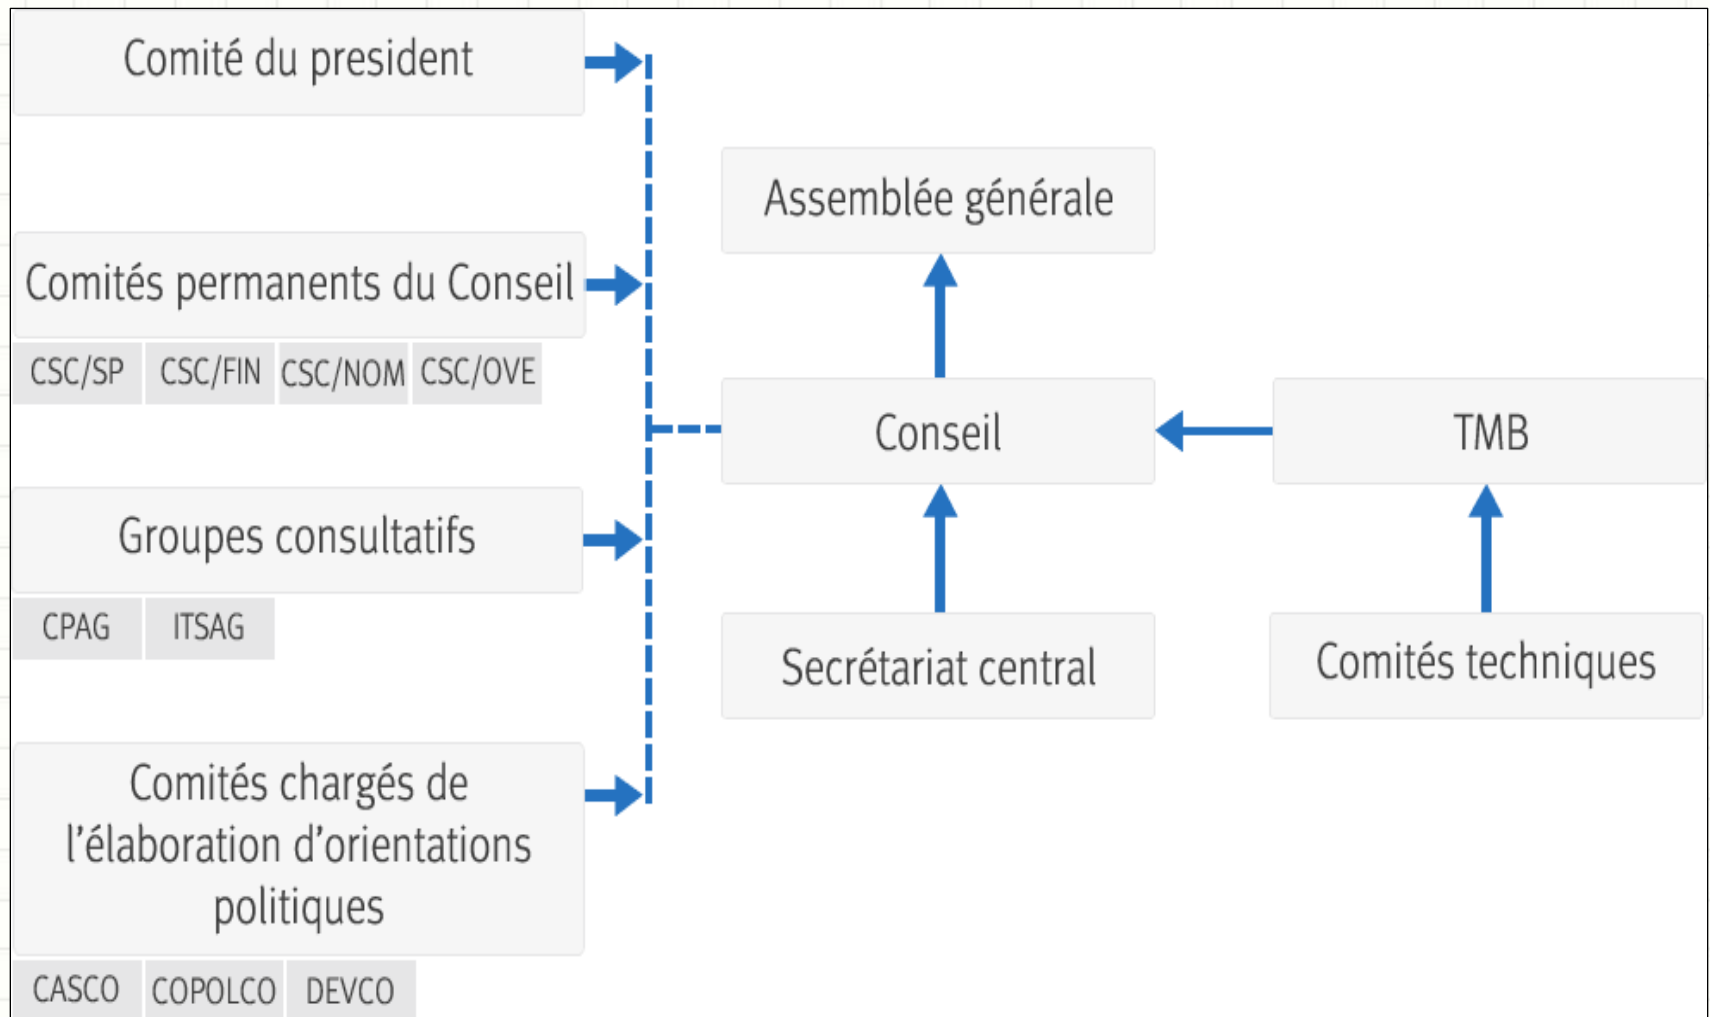 Comité du president
Comités permanents du Conseil
CSC/SP CSC/FIN CSC/NOM CSC/OVE
Groupes consultatifs
CPAG ITSAG
Comités chargés de
l’élaboration d’orientations
politiques
CASCO COPOLCO DEVCO
Assemblée générale
Conseil
Secrétariat central
TMB
Comités techniques